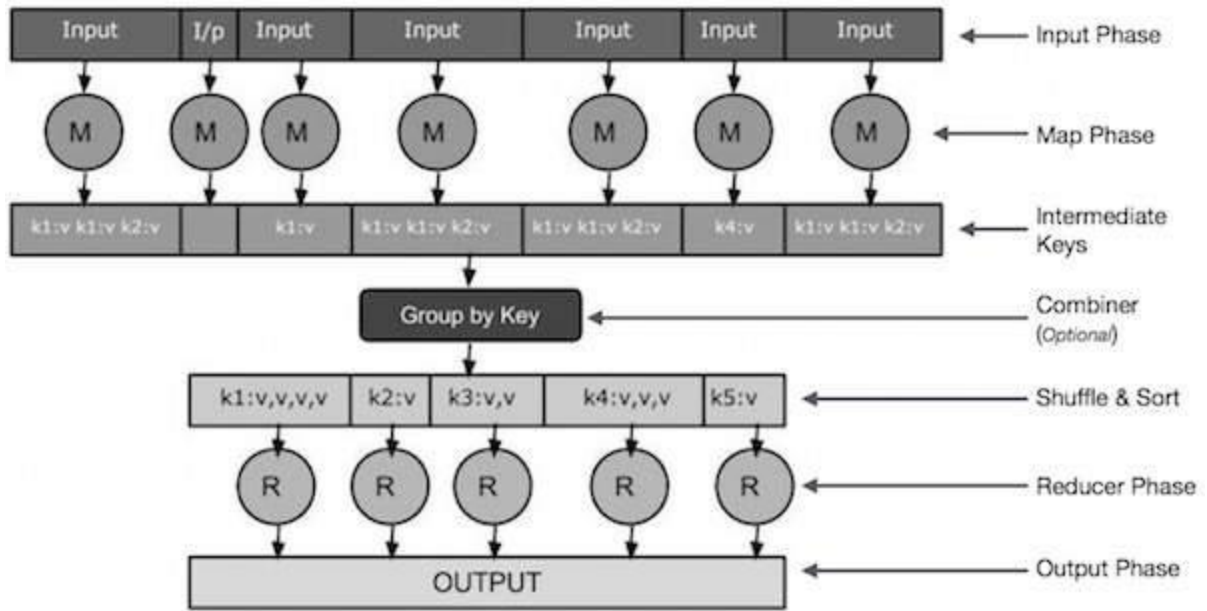 Input I/p Input Input Input Input Input Input Phase
M M M M M M M Map Phase
k1:v k1:v k2:v k1:v k1:v k1:v k2:v k1:v k1:v k2:v k4:v k1:v k1:v k2:v Intermediate
Keys
Group by Key Combiner
(Optional)
k1:v,v,v,v k2:v k3:v,v k4:v,v,v k5:v Shuffle & Sort
R R R R R Reducer Phase
OUTPUT Output Phase